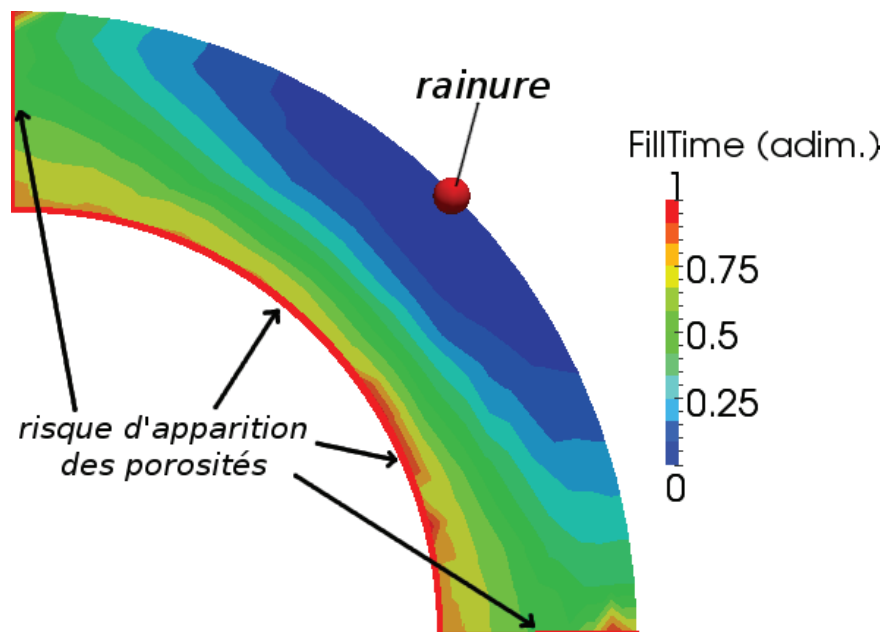 rainure
FillTime (adim.)
1
0.75
0.5
0.25
0
risque d'apparition
des porosités